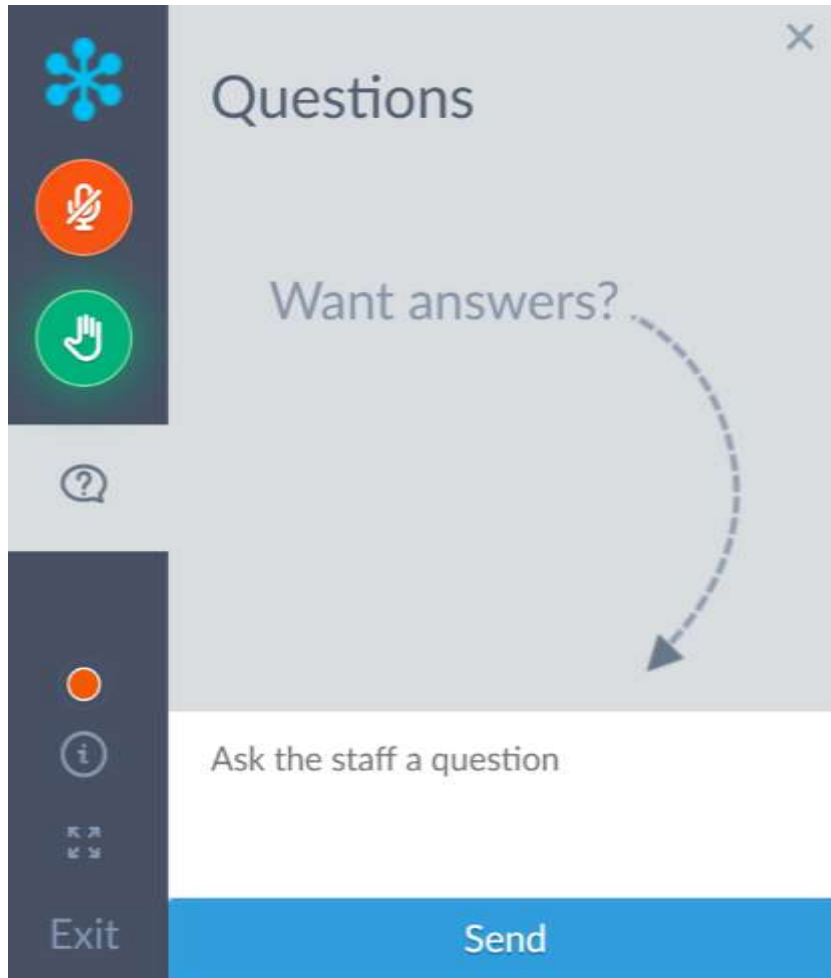 Questions
Want answers?
Ask the staff a question
Exit
Send